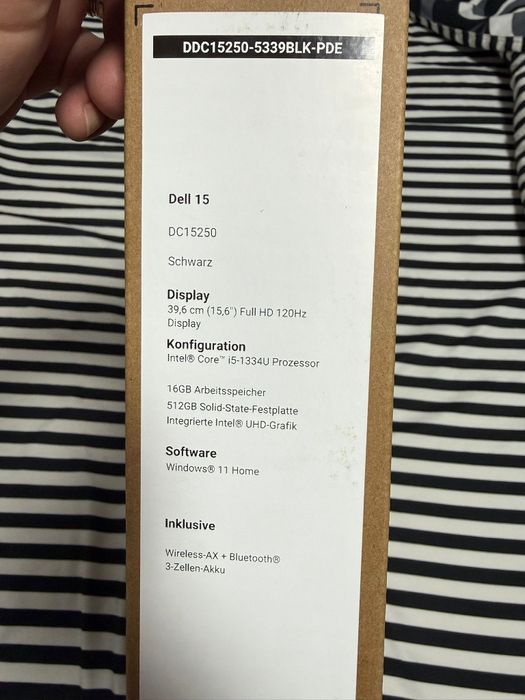 DDC15250-5339BLK-PDE
Dell 15
DC15250
Schwarz
Display
39,6 cm (15,6") Full HD 120Hz
Display
Konfiguration
Intel® Core™ i5-1334U Prozessor
16GB Arbeitsspeicher
512GB Solid-State-Festplatte
Integrierte Intel® UHD-Grafik
Software
Windows® 11 Home
Inklusive
Wireless-AX + Bluetooth®
3-Zellen-Akku